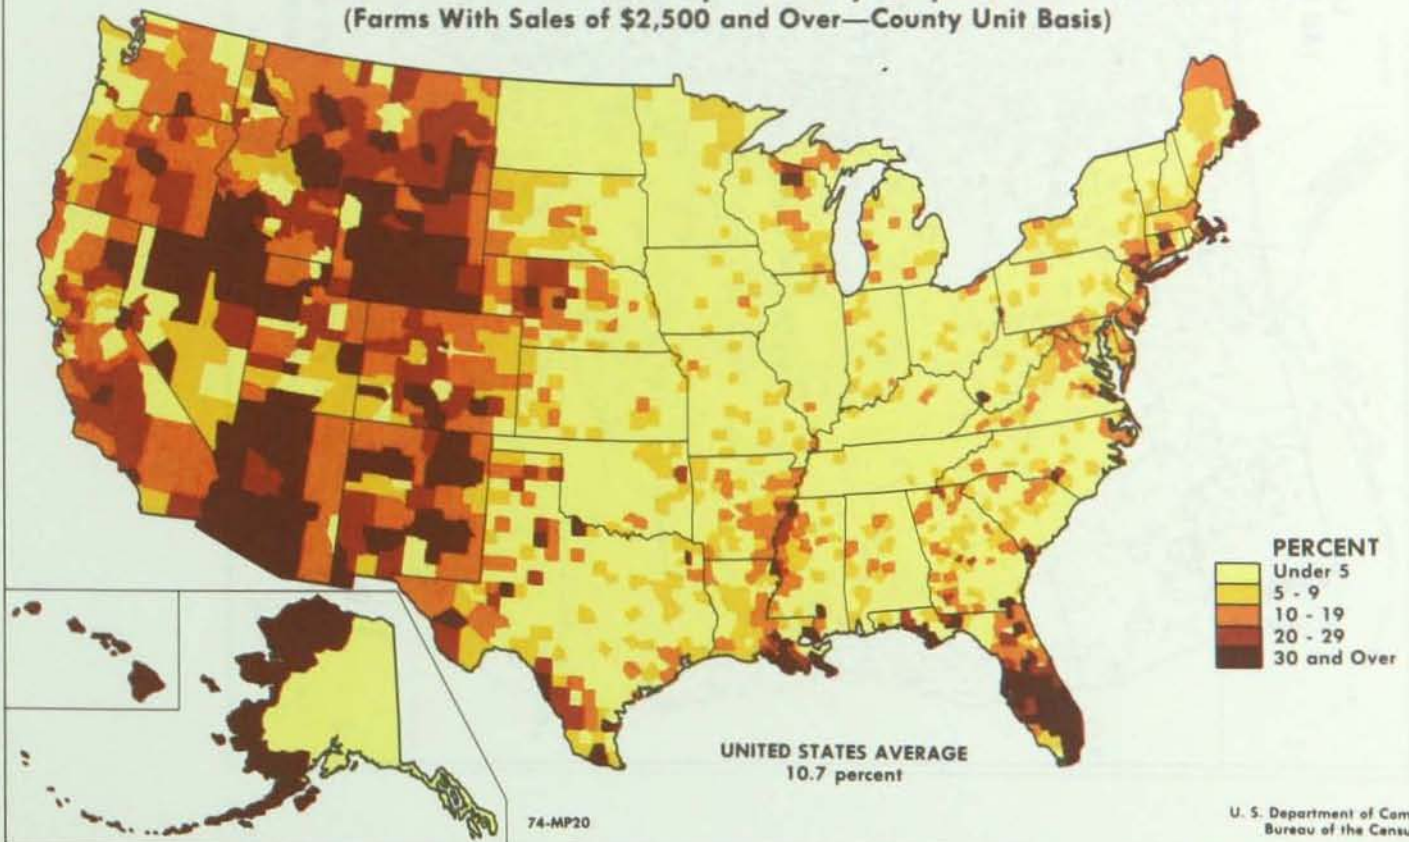 (Farms With Sales of $2,500 and Over—County Unit Basis)
PERCENT
Under 5
5 - 9
10 - 19
20 - 29
30 and Over
UNITED STATES AVERAGE
10.7 percent
74-MP20
U. S. Department of Com
Bureau of the Censu